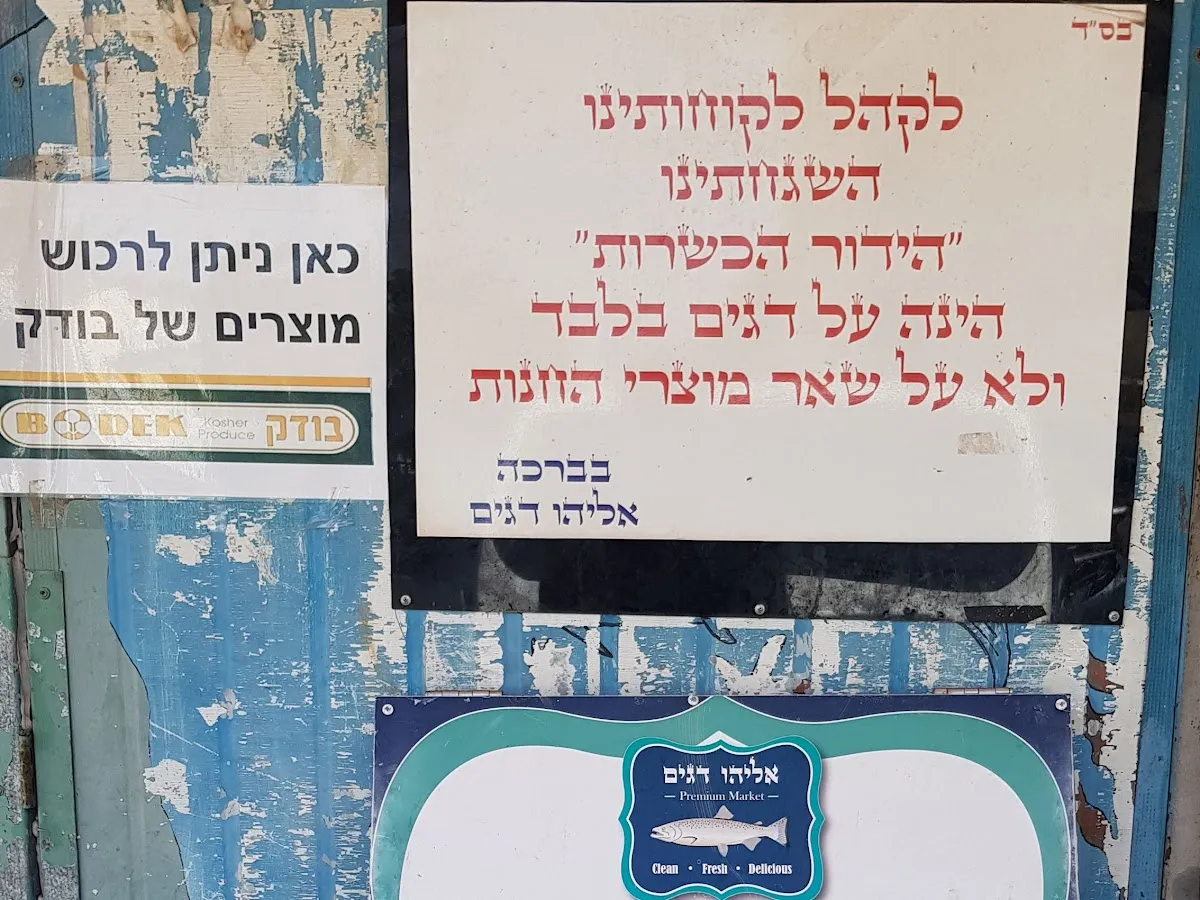 בס"ד
לקהל לקוחותינו
השגחתינו
"הידור הכשרות"
הינה על דגים בלבד
ולא על שאר מוצרי החנות
בברכה
אליהו דגים
כאן ניתן לרכוש
מוצרים של בודק
BODEK Kosher Produce בודק
אליהו דגים
Premium Market
Clean • Fresh • Delicious